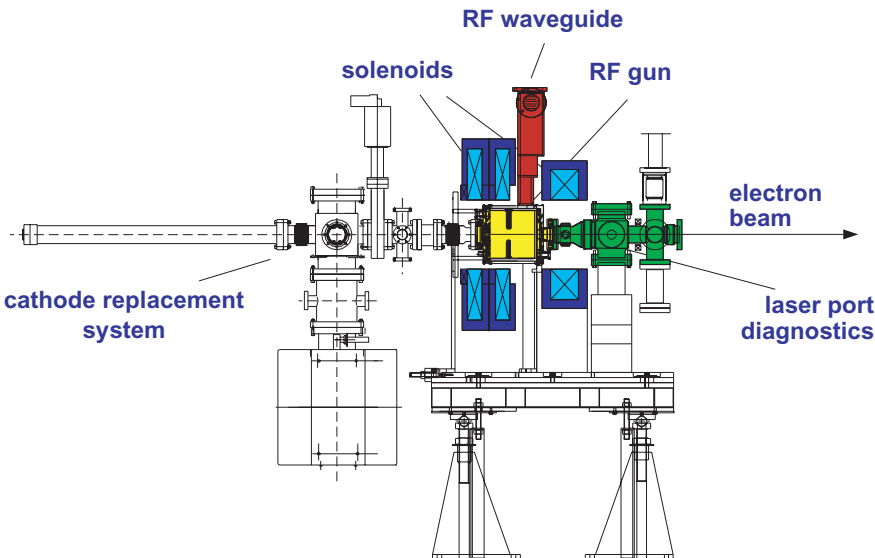 RF waveguide
solenoids
RF gun
electron
beam
cathode replacement
system
laser port
diagnostics